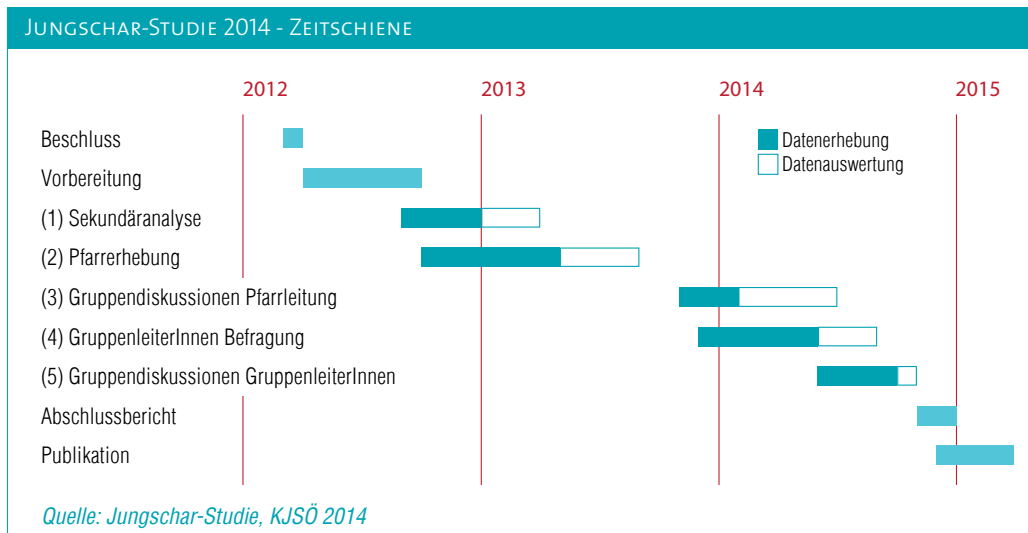 Jungschar-Studie 2014 - Zeitschiene
2012 2013 2014 2015
Beschluss
Datenerhebung
Datenauswertung
Vorbereitung
(1) Sekundäranalyse
(2) Pfarrerhebung
(3) Gruppendiskussionen Pfarrleitung
(4) GruppenleiterInnen Befragung
(5) Gruppendiskussionen GruppenleiterInnen
Abschlussbericht
Publikation
Quelle: Jungschar-Studie, KJSÖ 2014